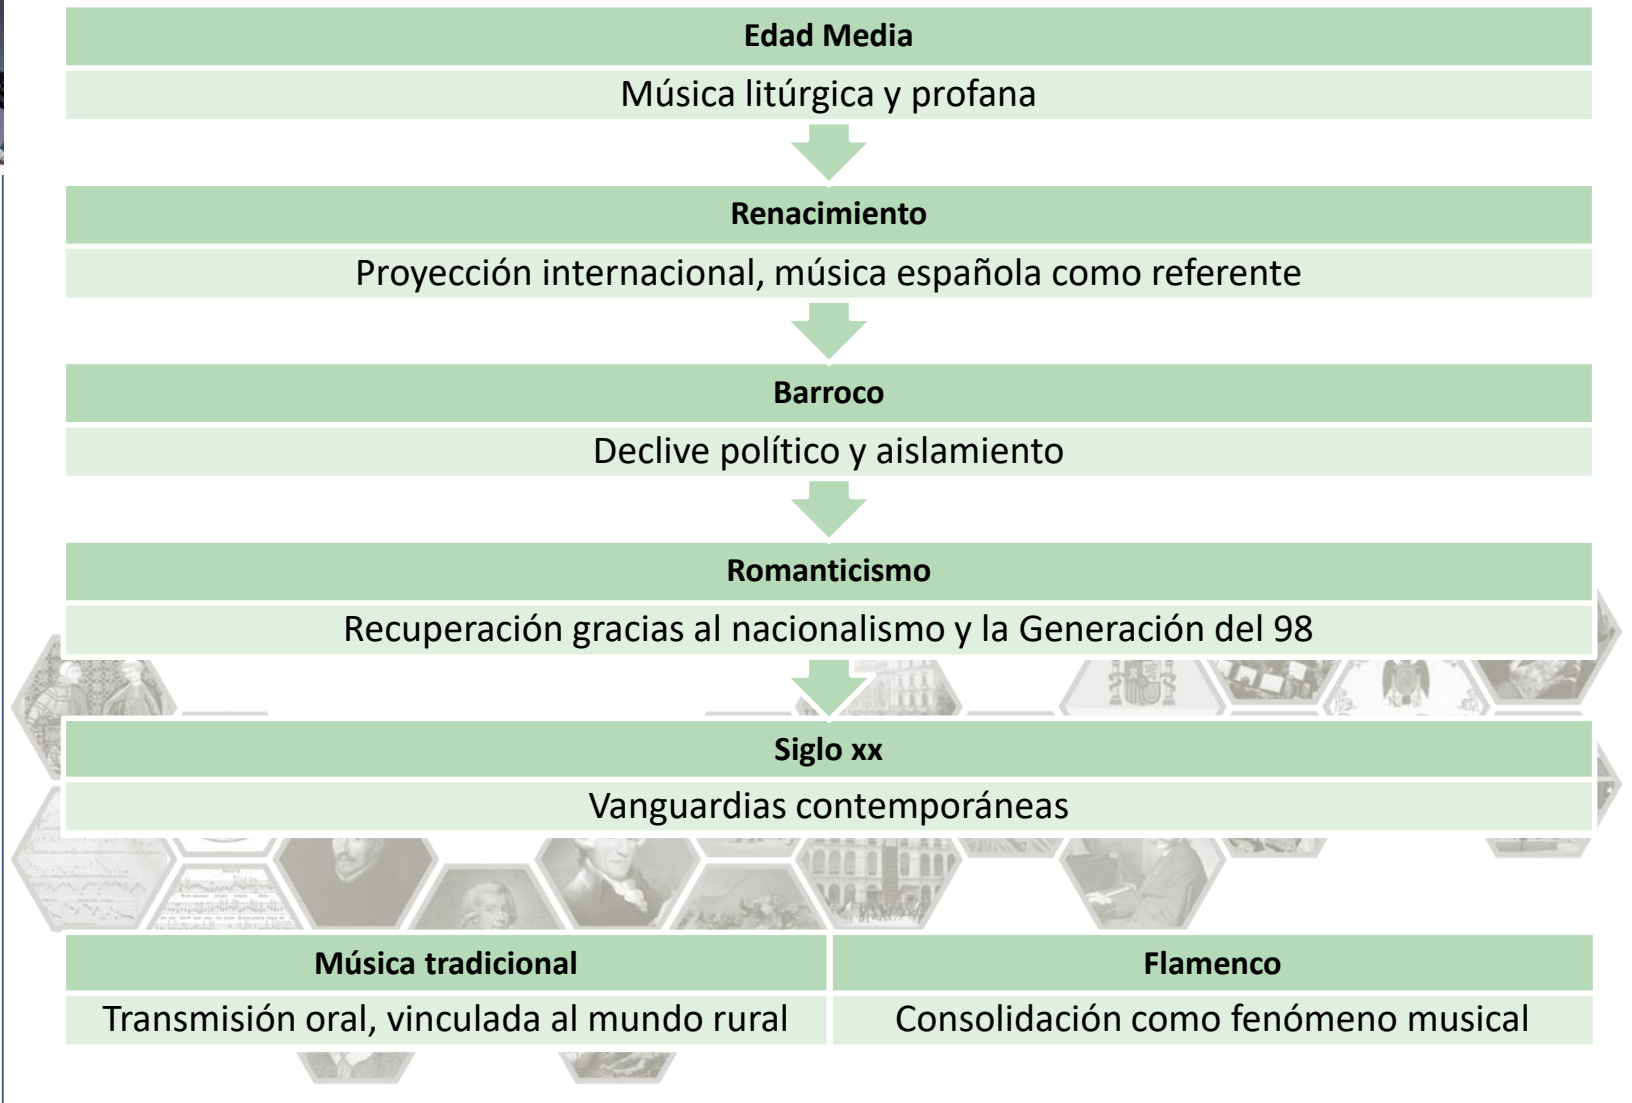 Edad Media
Música litúrgica y profana
Renacimiento
Proyección internacional, música española como referente
Barroco
Declive político y aislamiento
Romanticismo
Recuperación gracias al nacionalismo y la Generación del 98
Siglo xx
Vanguardias contemporáneas
Música tradicional
Flamenco
Transmisión oral, vinculada al mundo rural
Consolidación como fenómeno musical